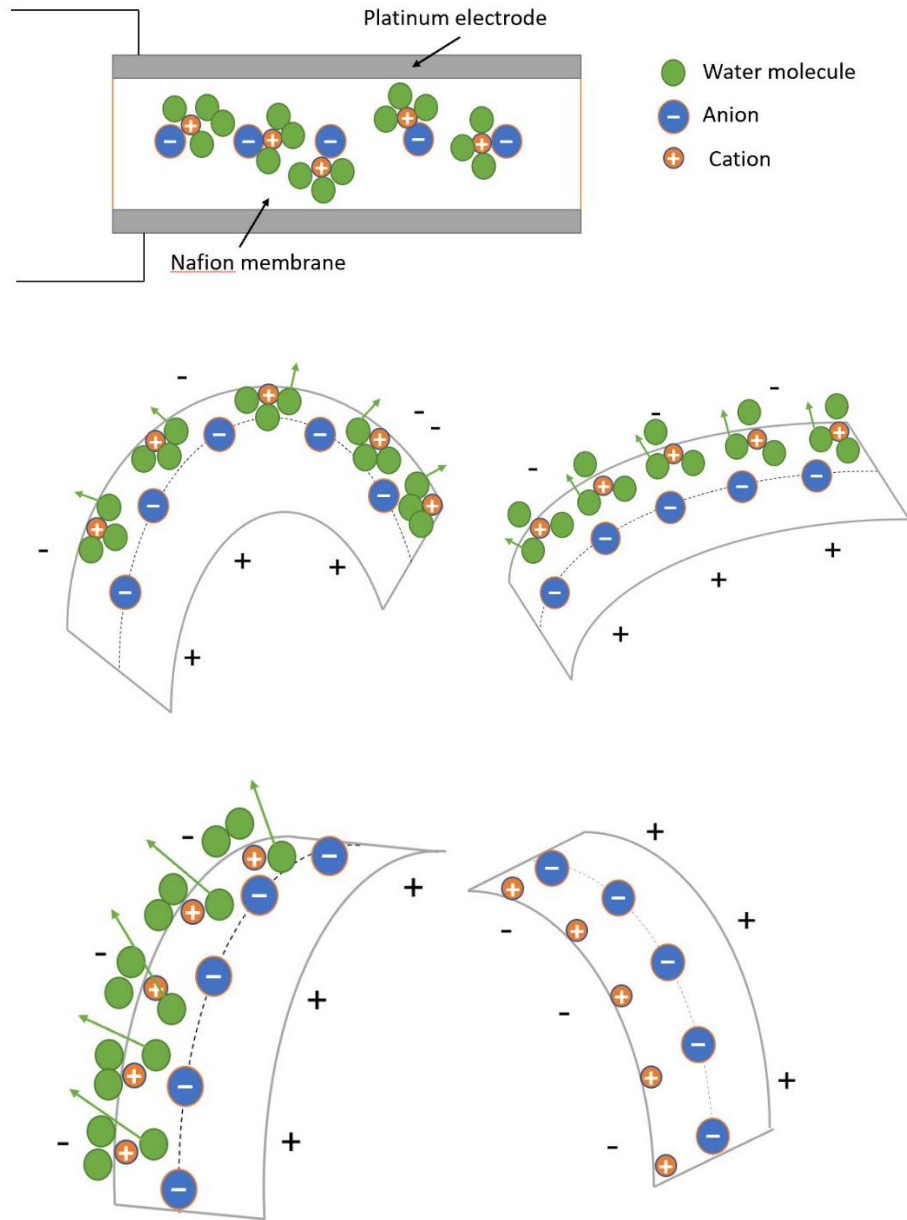 Platinum electrode
Water molecule
Anion
Cation
Nafion membrane